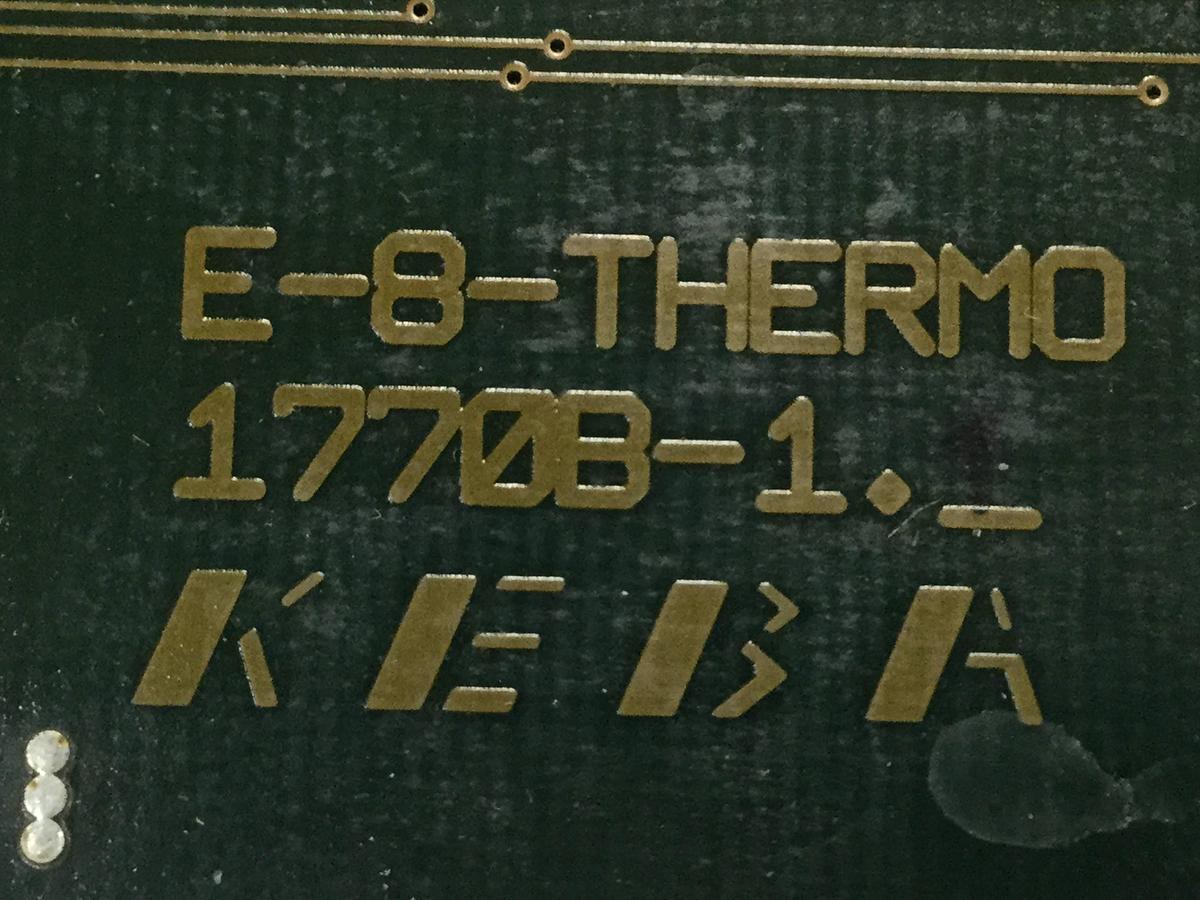 E-8-THERMO
1770B-1._
KEBA